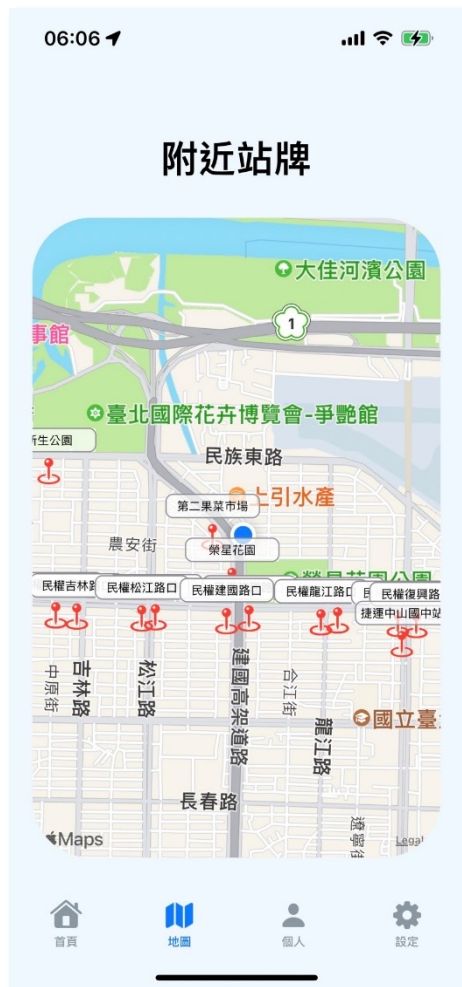 06:06
附近站牌
大佳河濱公園
1
事館
臺北國際花卉博覽會-爭艷館
新生公園
民族東路
上引水產
第二果菜市場
農安街
榮星花園
民權吉林
民權松江路口
民權建國路口
民權龍江路口
民權復興路
捷運中山國中站
中原街
吉林路
松江路
建國高架道路
合江街
龍江路
國立臺
長春路
遼寧街
Maps
Legal
首頁
地圖
個人
設定